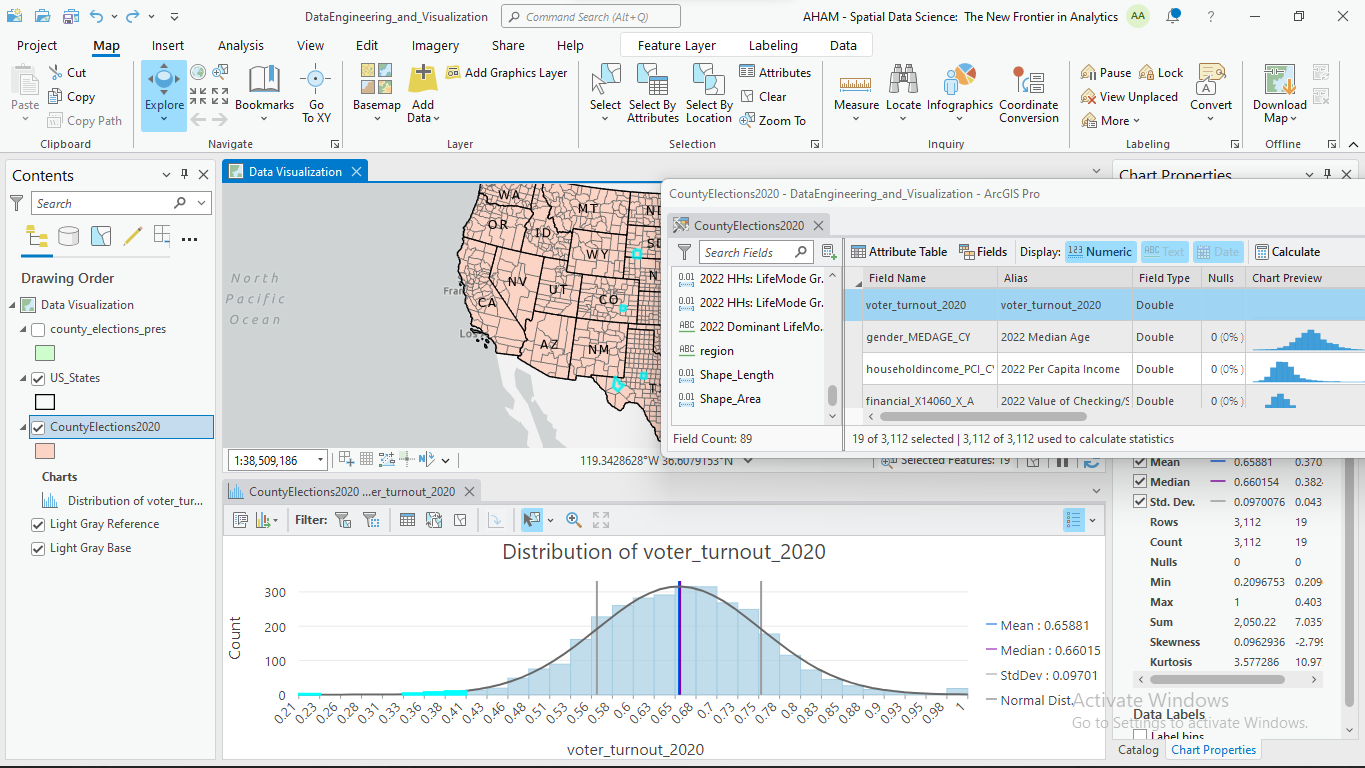 DataEngineering_and_Visualization
Command Search (Alt+Q)
AHAM - Spatial Data Science: The New Frontier in Analytics
AA
?
Project Map Insert Analysis View Edit Imagery Share Help Feature Layer Labeling Data
Paste
Cut
Copy
Copy Path
Clipboard
Explore
Bookmarks
Go To XY
Navigate
Basemap
Add Data
Add Graphics Layer
Layer
Select
Select By Attributes
Select By Location
Attributes
Clear
Zoom To
Selection
Measure
Locate
Infographics
Coordinate Conversion
Inquiry
Pause
Lock
View Unplaced
More
Convert
Labeling
Download Map
Offline
Contents
Search
Drawing Order
Data Visualization
county_elections_pres
US_States
CountyElections2020
Charts
Distribution of voter_tur...
Light Gray Reference
Light Gray Base
Data Visualization
North
Pacific
Ocean
WA
OR
ID
MT
WY
NV
UT
CO
CA
AZ
NM
1:38,509,186
119.3428628°W 36.6079153°N
Selected Features: 19
Chart Properties
CountyElections2020 - DataEngineering_and_Visualization - ArcGIS Pro
CountyElections2020
Search Fields
2022 HHs: LifeMode Gr.
2022 HHs: LifeMode Gr.
2022 Dominant LifeMo.
region
Shape_Length
Shape_Area
Field Count: 89
Attribute Table Fields Display: Numeric Text Date Calculate
Field Name Alias Field Type Nulls Chart Preview
voter_turnout_2020 voter_turnout_2020 Double
gender_MEDAGE_CY 2022 Median Age Double 0 (0%)
householdincome_PCI_C 2022 Per Capita Income Double 0 (0%)
financial_X14060_X_A 2022 Value of Checking/S Double 0 (0%)
19 of 3,112 selected | 3,112 of 3,112 used to calculate statistics
CountyElections2020 ...er_turnout_2020
Filter:
Distribution of voter_turnout_2020
Count
300
200
100
0
0.21 0.23 0.26 0.28 0.31 0.33 0.36 0.38 0.41 0.43 0.46 0.48 0.51 0.53 0.56 0.58 0.6 0.63 0.65 0.68 0.7 0.73 0.75 0.78 0.8 0.83 0.85 0.88 0.9 0.93 0.95 0.98 1
voter_turnout_2020
Mean : 0.65881
Median : 0.66015
StdDev : 0.09701
Normal Dist.
Mean 0.65881 0.370
Median 0.660154 0.382
Std. Dev. 0.0970076 0.043
Rows 3,112 19
Count 3,112 19
Nulls 0 0
Min 0.2096753 0.209
Max 1 0.403
Sum 2,050.22 7.035
Skewness 0.0962936 -2.799
Kurtosis 3.577286 10.97
Activate Windows
Go to Settings to activate Windows.
Data Labels
Label bins
Catalog Chart Properties